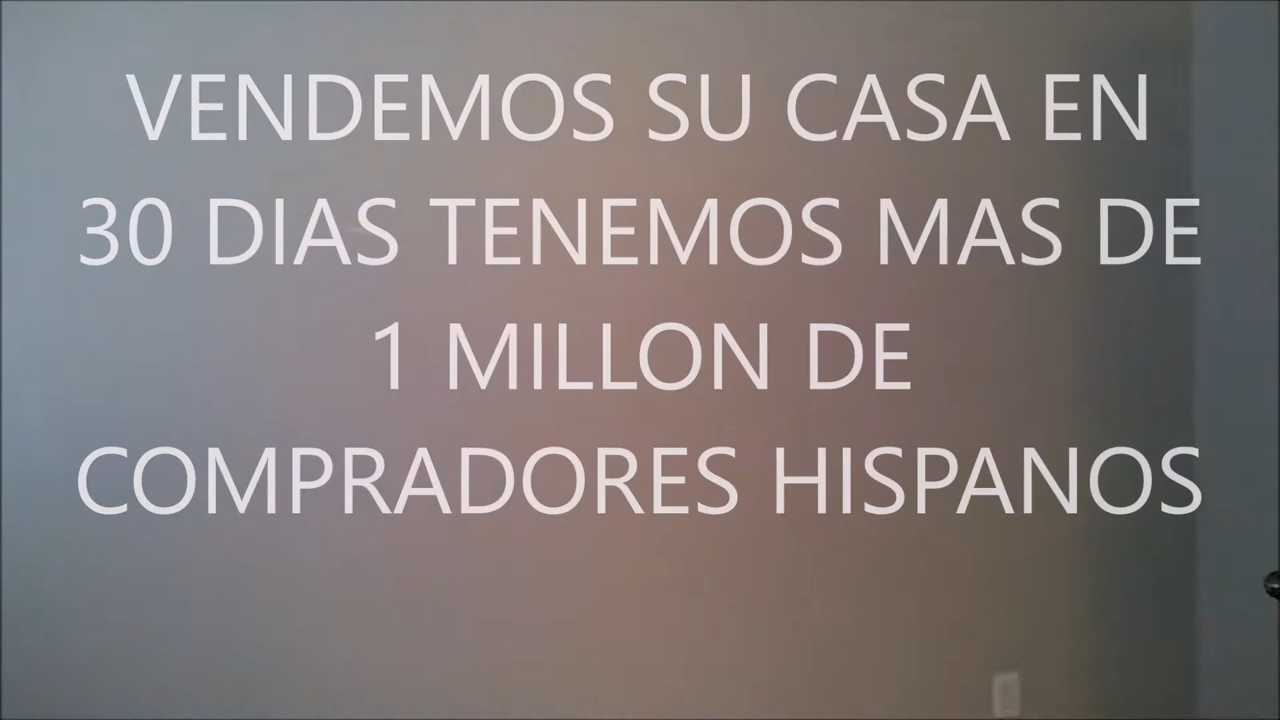 VENDEMOS SU CASA EN
30 DIAS TENEMOS MAS DE
1 MILLON DE
COMPRADORES HISPANOS